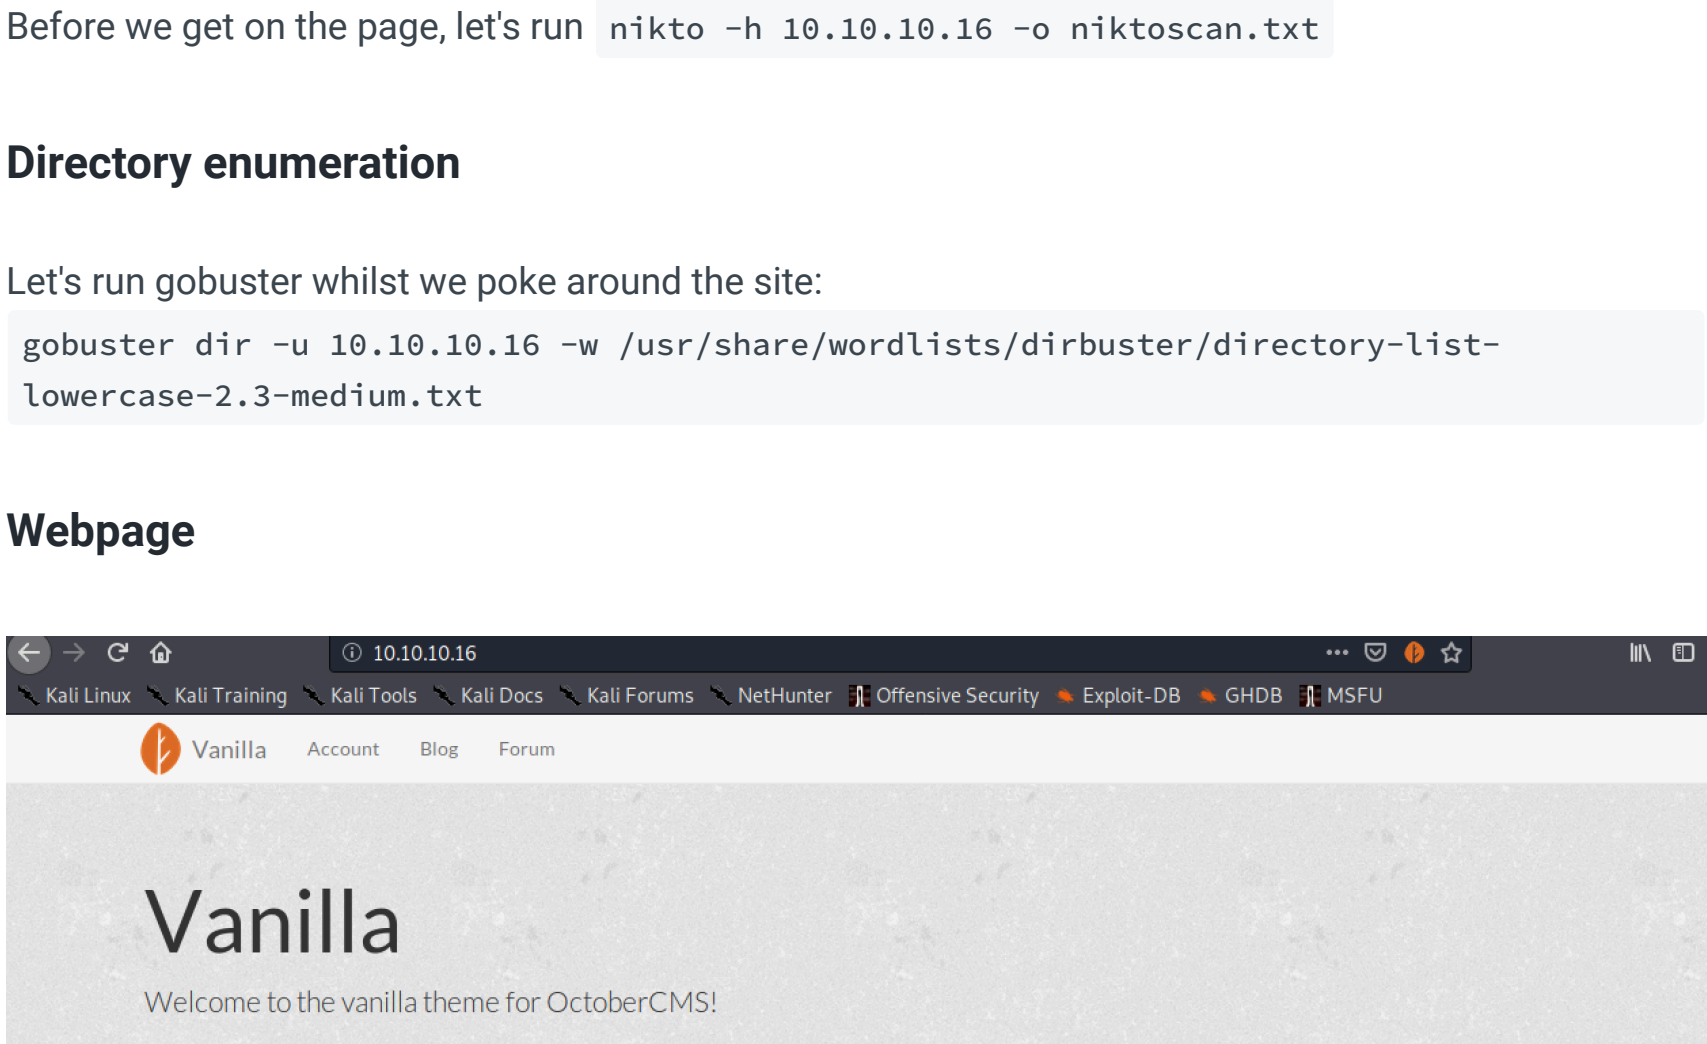 Before we get on the page, let's run nikto -h 10.10.10.16 -o niktoscan.txt
Directory enumeration
Let's run gobuster whilst we poke around the site:
gobuster dir -u 10.10.10.16 -w /usr/share/wordlists/dirbuster/directory-list-
lowercase-2.3-medium.txt
Webpage
10.10.10.16
Kali Linux Kali Training Kali Tools Kali Docs Kali Forums NetHunter Offensive Security Exploit-DB GHDB MSFU
Vanilla Account Blog Forum
Vanilla
Welcome to the vanilla theme for OctoberCMS!